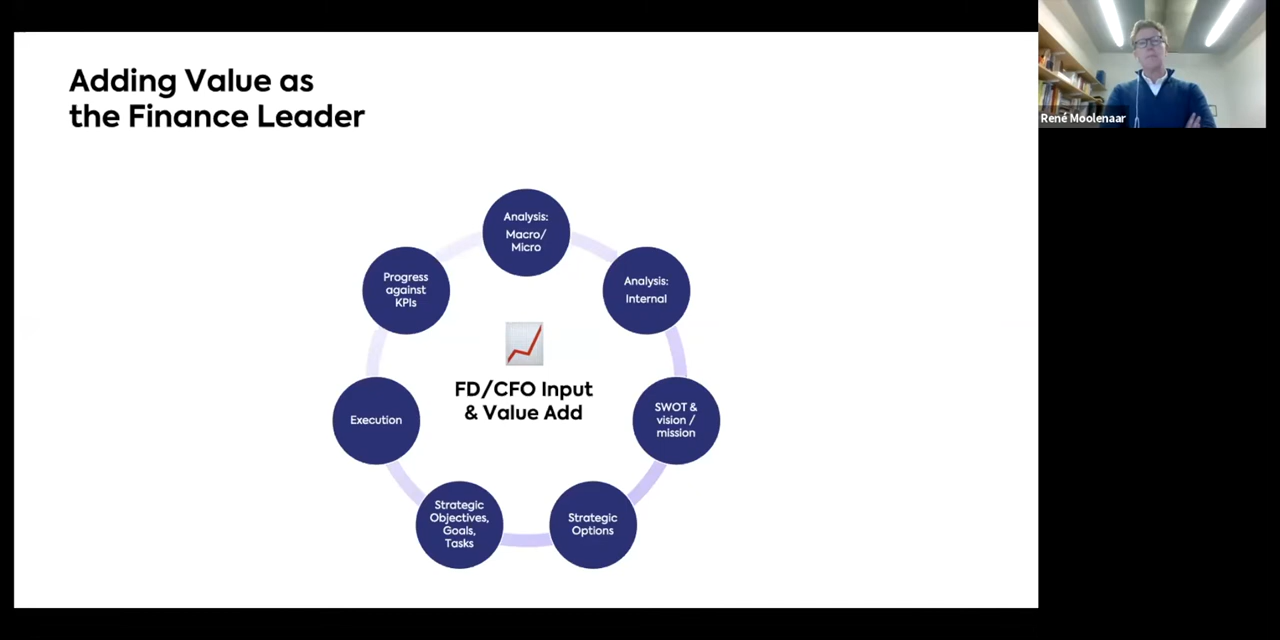 Adding Value as
the Finance Leader
Analysis:
Macro/
Micro
Analysis:
Internal
SWOT &
vision /
mission
Strategic
Options
Strategic
Objectives,
Goals,
Tasks
Execution
Progress
against
KPIs
FD/CFO Input
& Value Add
René Moolenaar